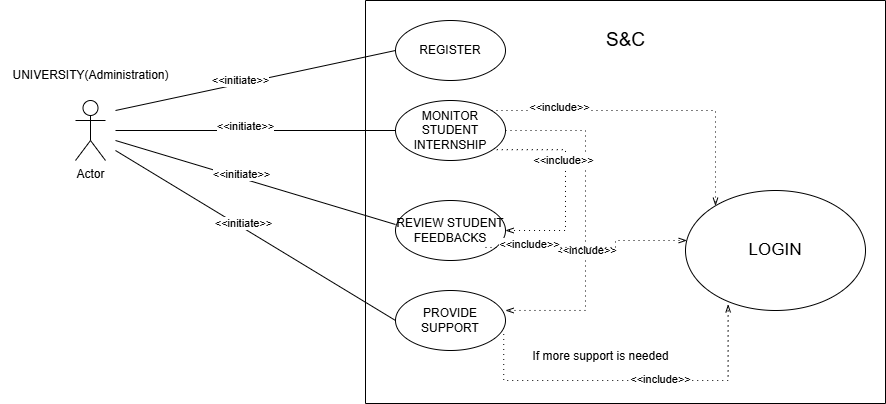 S&C
REGISTER
UNIVERSITY(Administration)
<<initiate>>
MONITOR
STUDENT
INTERNSHIP
<<include>>
<<initiate>>
<<include>>
Actor
<<initiate>>
REVIEW STUDENT
FEEDBACKS
<<initiate>>
<<include>>
<<include>>
LOGIN
PROVIDE
SUPPORT
If more support is needed
<<include>>